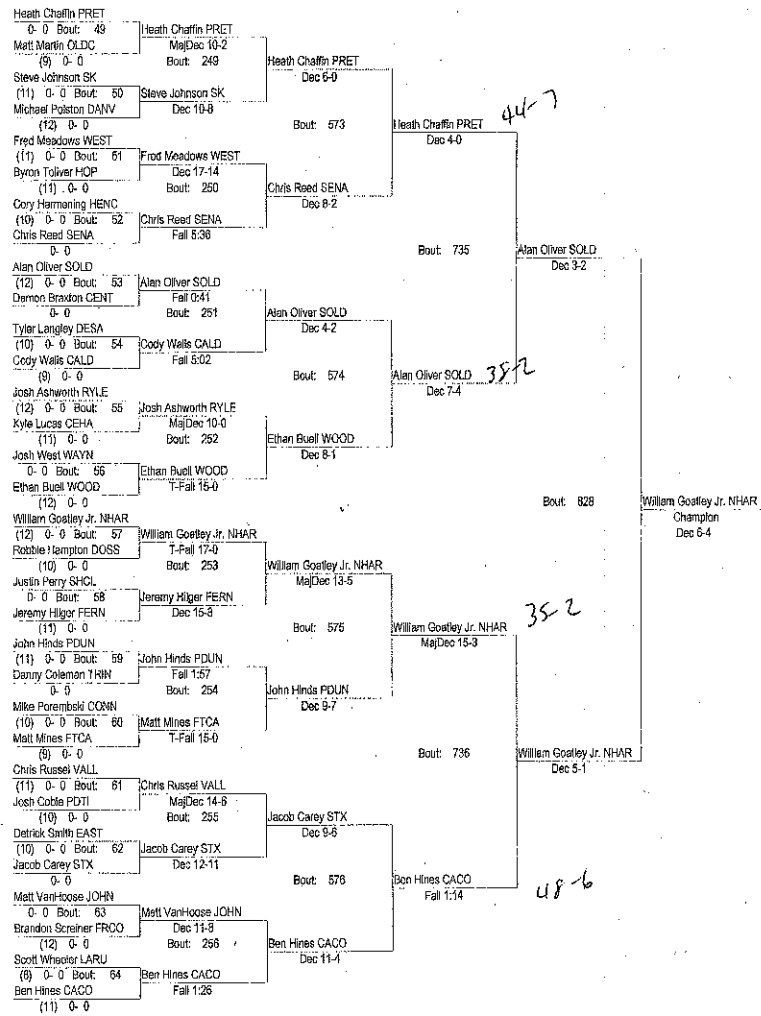 Heath Chaffin PRET
0- 0 Bout: 49
Matt Martin OLDC
(9) 0- 0
Heath Chaffin PRET
MajDec 10-2
Bout: 249
Steve Johnson SK
(11) 0- 0 Bout: 50
Michael Polston DANV
(12) 0- 0
Steve Johnson SK
Dec 10-8
Heath Chaffin PRET
Dec 6-0
Bout: 573
Fred Meadows WEST
(11) 0- 0 Bout: 51
Byron Toliver HOP
(11) 0- 0
Fred Meadows WEST
Dec 17-14
Bout: 250
Cory Harmening HENC
(10) 0- 0 Bout: 52
Chris Reed SENA
0- 0
Chris Reed SENA
Fall 5:36
Chris Reed SENA
Dec 8-2
Heath Chaffin PRET
Dec 4-0
44-7
Bout: 735
Alan Oliver SOLD
(12) 0- 0 Bout: 53
Damon Braxton CENT
0- 0
Alan Oliver SOLD
Fall 0:41
Bout: 251
Tyler Langley DESA
(10) 0- 0 Bout: 54
Cody Walls CALD
(9) 0- 0
Cody Walls CALD
Fall 5:02
Alan Oliver SOLD
Dec 4-2
Bout: 574
Josh Ashworth RYLE
(12) 0- 0 Bout: 55
Kyle Lucas CEHA
(11) 0- 0
Josh Ashworth RYLE
MajDec 10-0
Bout: 252
Josh West WAYN
0- 0 Bout: 56
Ethan Buell WOOD
(12) 0- 0
Ethan Buell WOOD
T-Fall 15-0
Ethan Buell WOOD
Dec 8-1
Alan Oliver SOLD
Dec 7-4
38-2
Alan Oliver SOLD
Dec 3-2
Bout: 828
William Goatley Jr. NHAR
Champion
Dec 6-4
William Goatley Jr. NHAR
(12) 0- 0 Bout: 57
Robbie Hampton DOSS
(10) 0- 0
William Goatley Jr. NHAR
T-Fall 17-0
Bout: 253
Justin Perry SHCL
0- 0 Bout: 58
Jeremy Hilger FERN
(11) 0- 0
Jeremy Hilger FERN
Dec 15-8
William Goatley Jr. NHAR
MajDec 13-5
Bout: 575
John Hinds PDUN
(11) 0- 0 Bout: 59
Danny Coleman TRIN
0- 0
John Hinds PDUN
Fall 1:57
Bout: 254
Mike Porembski CONN
(10) 0- 0 Bout: 60
Matt Mines FTCA
(9) 0- 0
Matt Mines FTCA
T-Fall 15-0
John Hinds PDUN
Dec 9-7
William Goatley Jr. NHAR
MajDec 15-3
35-2
Bout: 736
William Goatley Jr. NHAR
Dec 5-1
Chris Russel VALL
(11) 0- 0 Bout: 61
Josh Coble PDTI
(10) 0- 0
Chris Russel VALL
MajDec 14-6
Bout: 255
Detrick Smith EAST
(10) 0- 0 Bout: 62
Jacob Carey STX
0- 0
Jacob Carey STX
Dec 12-11
Jacob Carey STX
Dec 9-6
Bout: 576
Matt VanHoose JOHN
0- 0 Bout: 63
Brandon Screiner FRCO
(12) 0- 0
Matt VanHoose JOHN
Dec 11-8
Bout: 256
Scott Wheeler LARU
(8) 0- 0 Bout: 64
Ben Hines CACO
(11) 0- 0
Ben Hines CACO
Fall 1:26
Ben Hines CACO
Dec 11-4
Ben Hines CACO
Fall 1:14
48-6